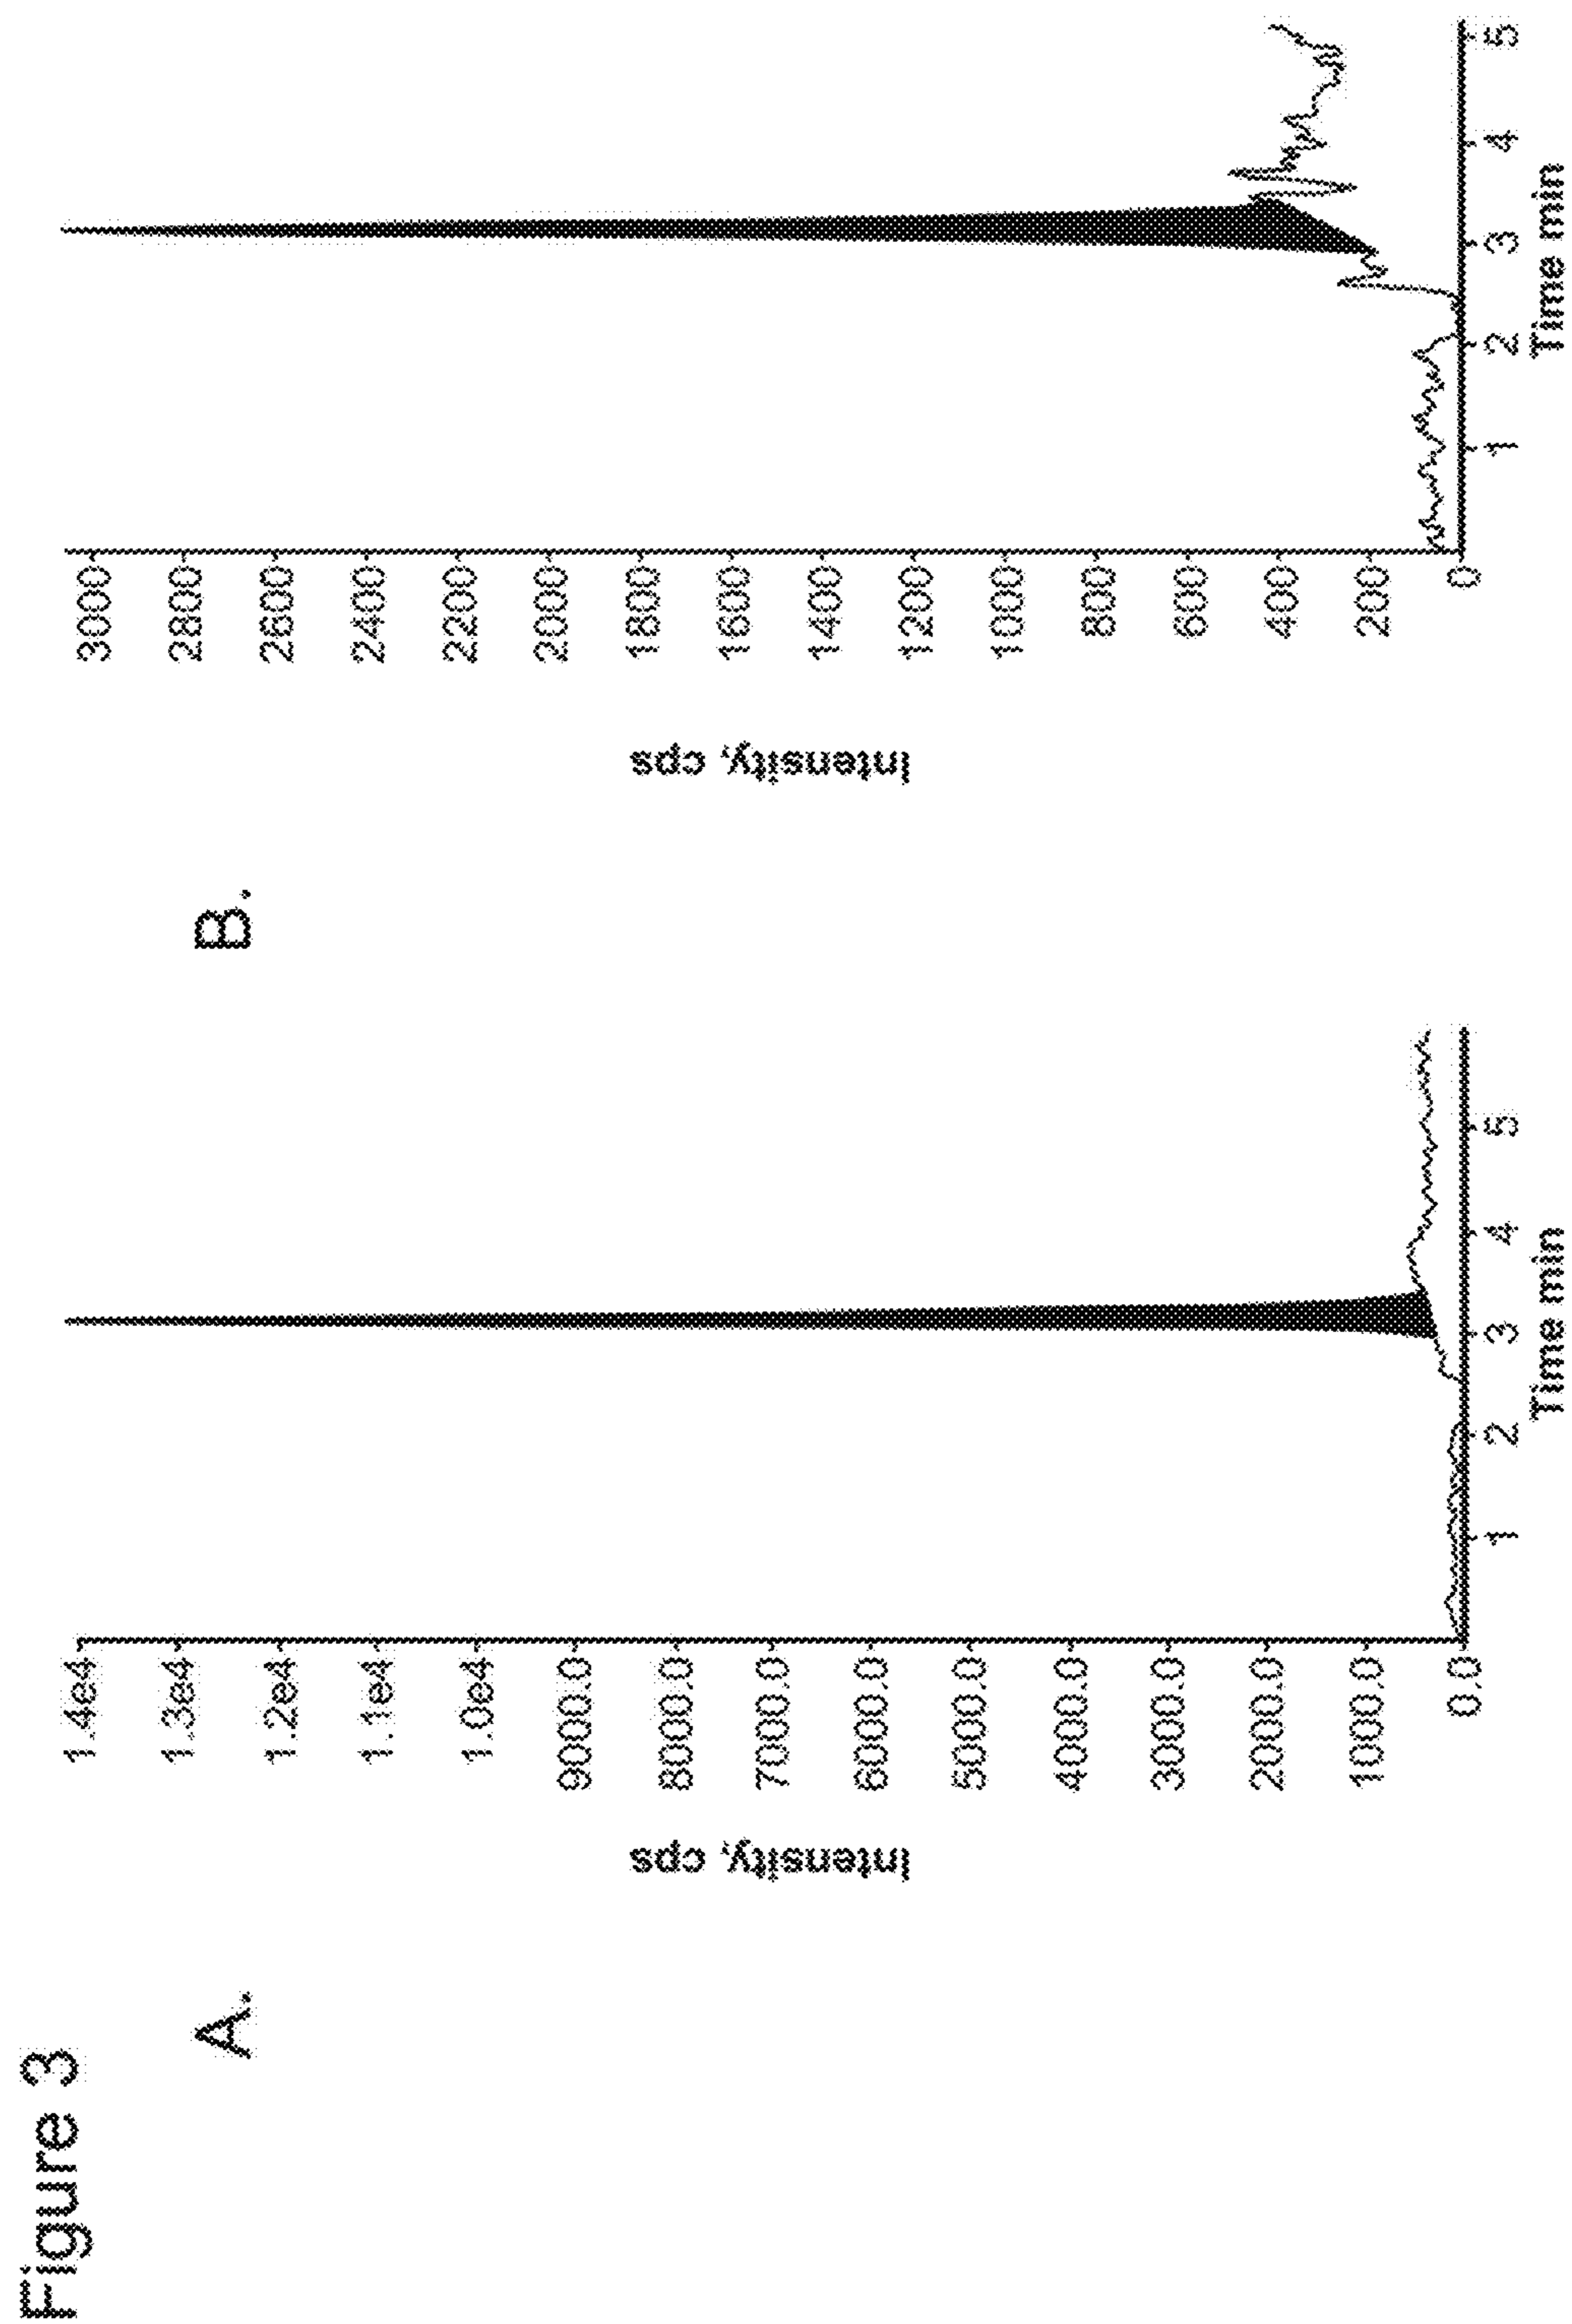 Figure 3
A.
Intensity, cps
1.4e4
1.3e4
1.2e4
1.1e4
1.0e4
9000.0
8000.0
7000.0
6000.0
5000.0
4000.0
3000.0
2000.0
1000.0
0.0
1 2 3 4 5
Time min
B.
Intensity, cps
3000
2800
2600
2400
2200
2000
1800
1600
1400
1200
1000
800
600
400
200
0
1 2 3 4 5
Time min